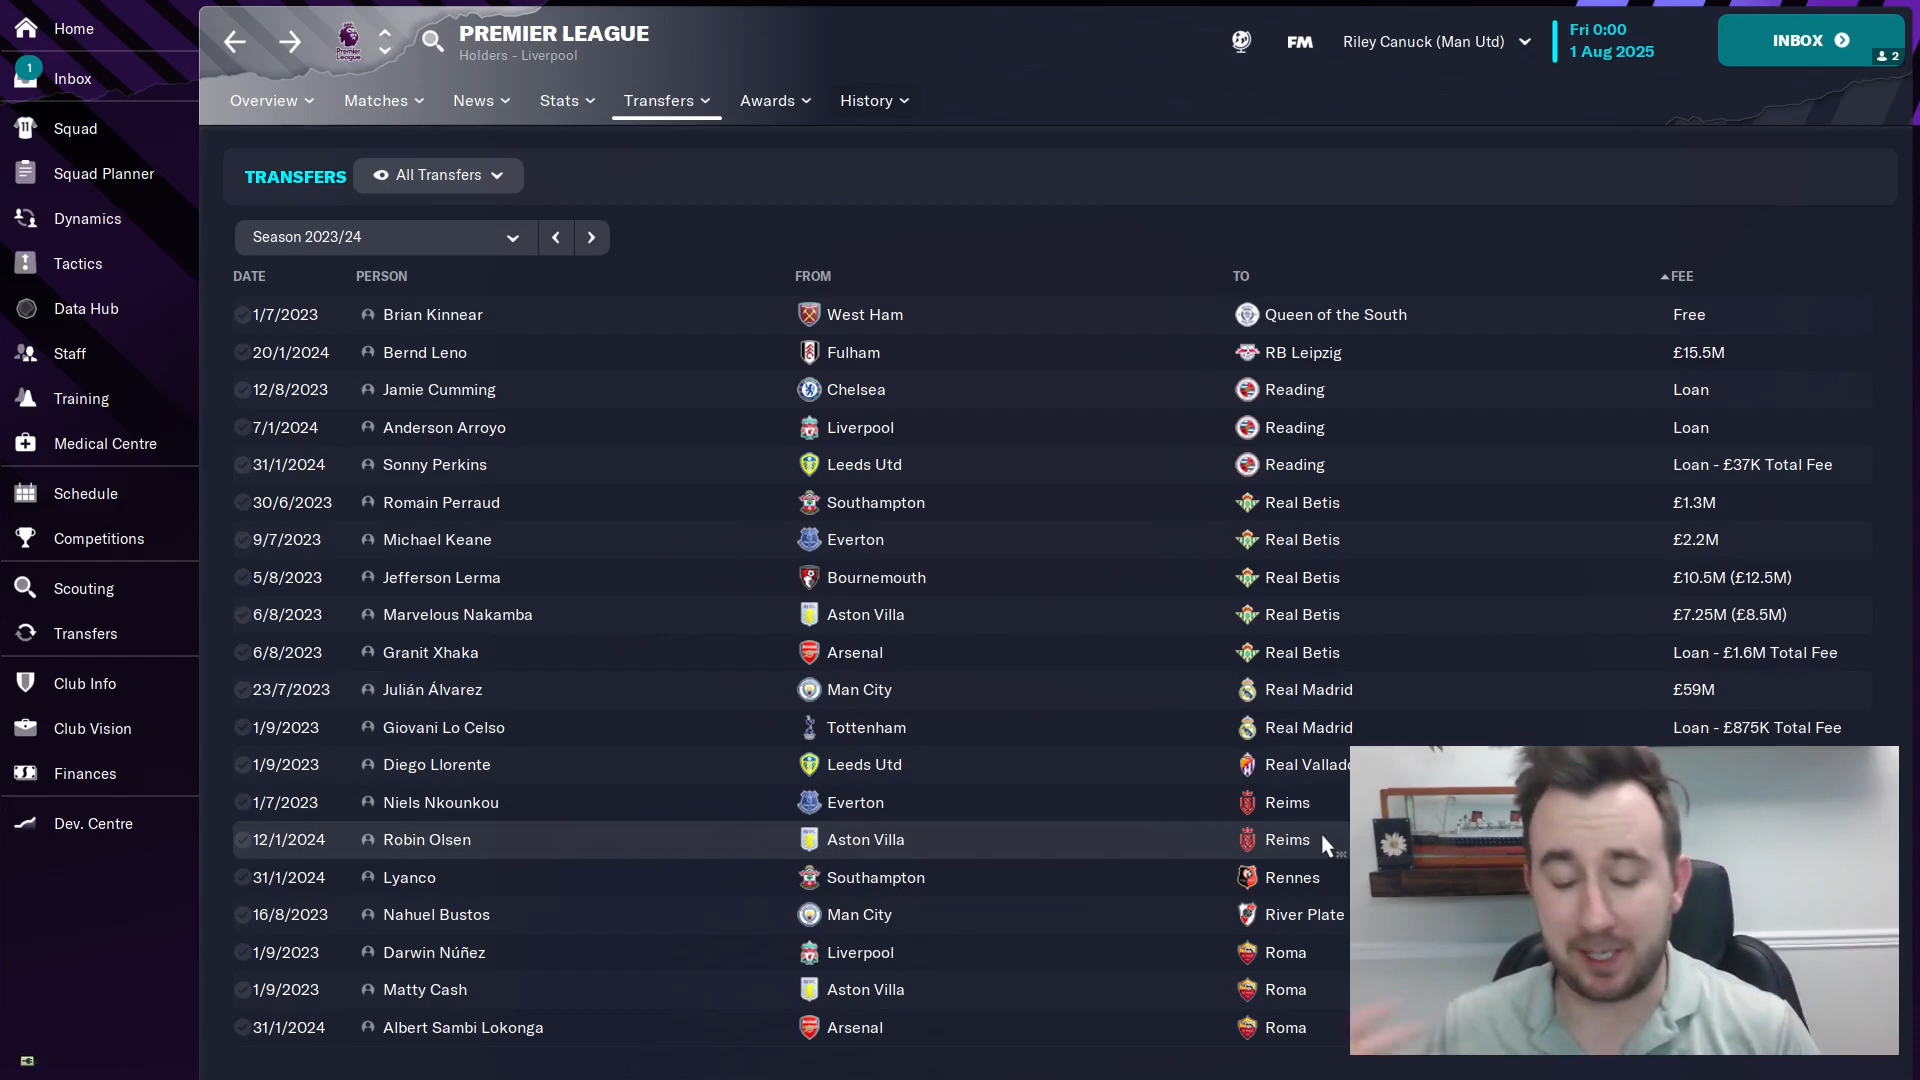 Home
PREMIER LEAGUE
Holders - Liverpool
Premier League
FM
Riley Canuck (Man Utd)
Fri 0:00
1 Aug 2025
INBOX
2
1
Inbox
Overview
Matches
News
Stats
Transfers
Awards
History
Squad
Squad Planner
Dynamics
Tactics
Data Hub
Staff
Training
Medical Centre
Schedule
Competitions
Scouting
Transfers
Club Info
Club Vision
Finances
Dev. Centre
TRANSFERS
All Transfers
Season 2023/24
DATE PERSON FROM TO FEE
1/7/2023 Brian Kinnear West Ham Queen of the South Free
20/1/2024 Bernd Leno Fulham RB Leipzig £15.5M
12/8/2023 Jamie Cumming Chelsea Reading Loan
7/1/2024 Anderson Arroyo Liverpool Reading Loan
31/1/2024 Sonny Perkins Leeds Utd Reading Loan - £37K Total Fee
30/6/2023 Romain Perraud Southampton Real Betis £1.3M
9/7/2023 Michael Keane Everton Real Betis £2.2M
5/8/2023 Jefferson Lerma Bournemouth Real Betis £10.5M (£12.5M)
6/8/2023 Marvelous Nakamba Aston Villa Real Betis £7.25M (£8.5M)
6/8/2023 Granit Xhaka Arsenal Real Betis Loan - £1.6M Total Fee
23/7/2023 Julián Álvarez Man City Real Madrid £59M
1/9/2023 Giovani Lo Celso Tottenham Real Madrid Loan - £875K Total Fee
1/9/2023 Diego Llorente Leeds Utd Real Vallado
1/7/2023 Niels Nkounkou Everton Reims
12/1/2024 Robin Olsen Aston Villa Reims
31/1/2024 Lyanco Southampton Rennes
16/8/2023 Nahuel Bustos Man City River Plate
1/9/2023 Darwin Núñez Liverpool Roma
1/9/2023 Matty Cash Aston Villa Roma
31/1/2024 Albert Sambi Lokonga Arsenal Roma